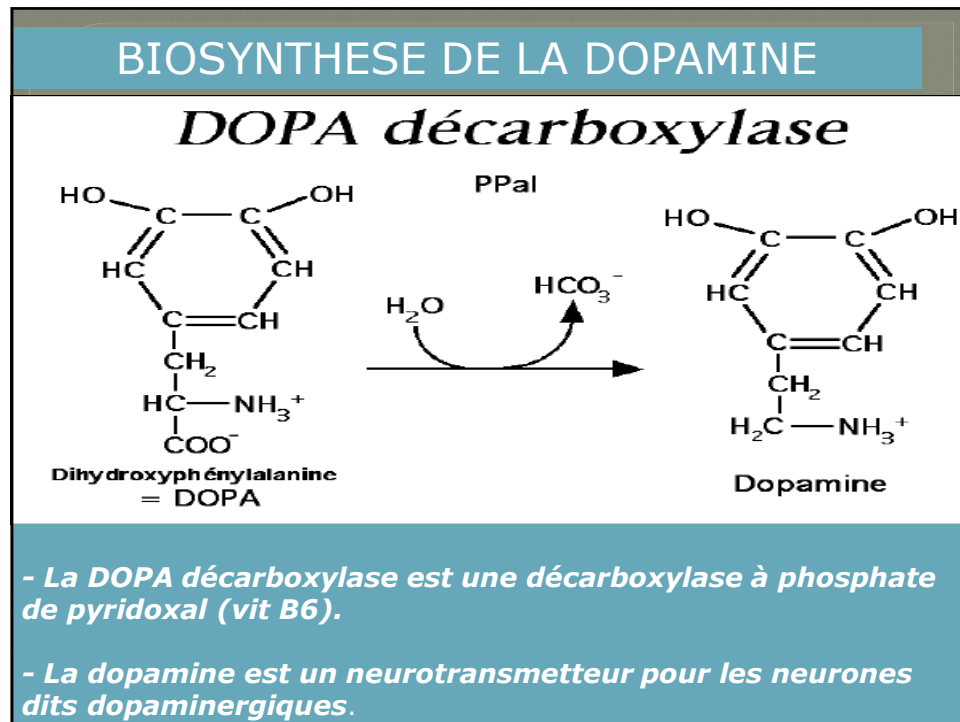 BIOSYNTHESE DE LA DOPAMINE
DOPA décarboxylase
PPal
HO OH
C C
HC CH
C CH
CH₂
HC NH₃⁺
COO⁻
Dihydroxyphénylalanine
= DOPA
H₂O HCO₃⁻
HO OH
C C
HC CH
C CH
CH₂
H₂C NH₃⁺
Dopamine
- La DOPA décarboxylase est une décarboxylase à phosphate
de pyridoxal (vit B6).
- La dopamine est un neurotransmetteur pour les neurones
dits dopaminergiques.